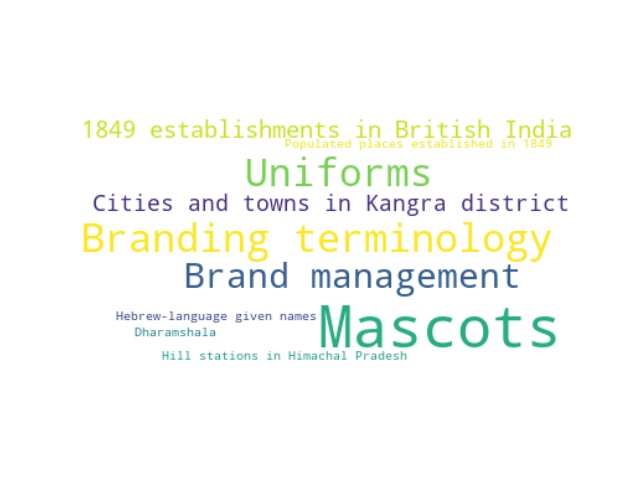 1849 establishments in British India
Populated places established in 1849
Uniforms
Cities and towns in Kangra district
Branding terminology
Brand management
Hebrew-language given names
Mascots
Dharamshala
Hill stations in Himachal Pradesh